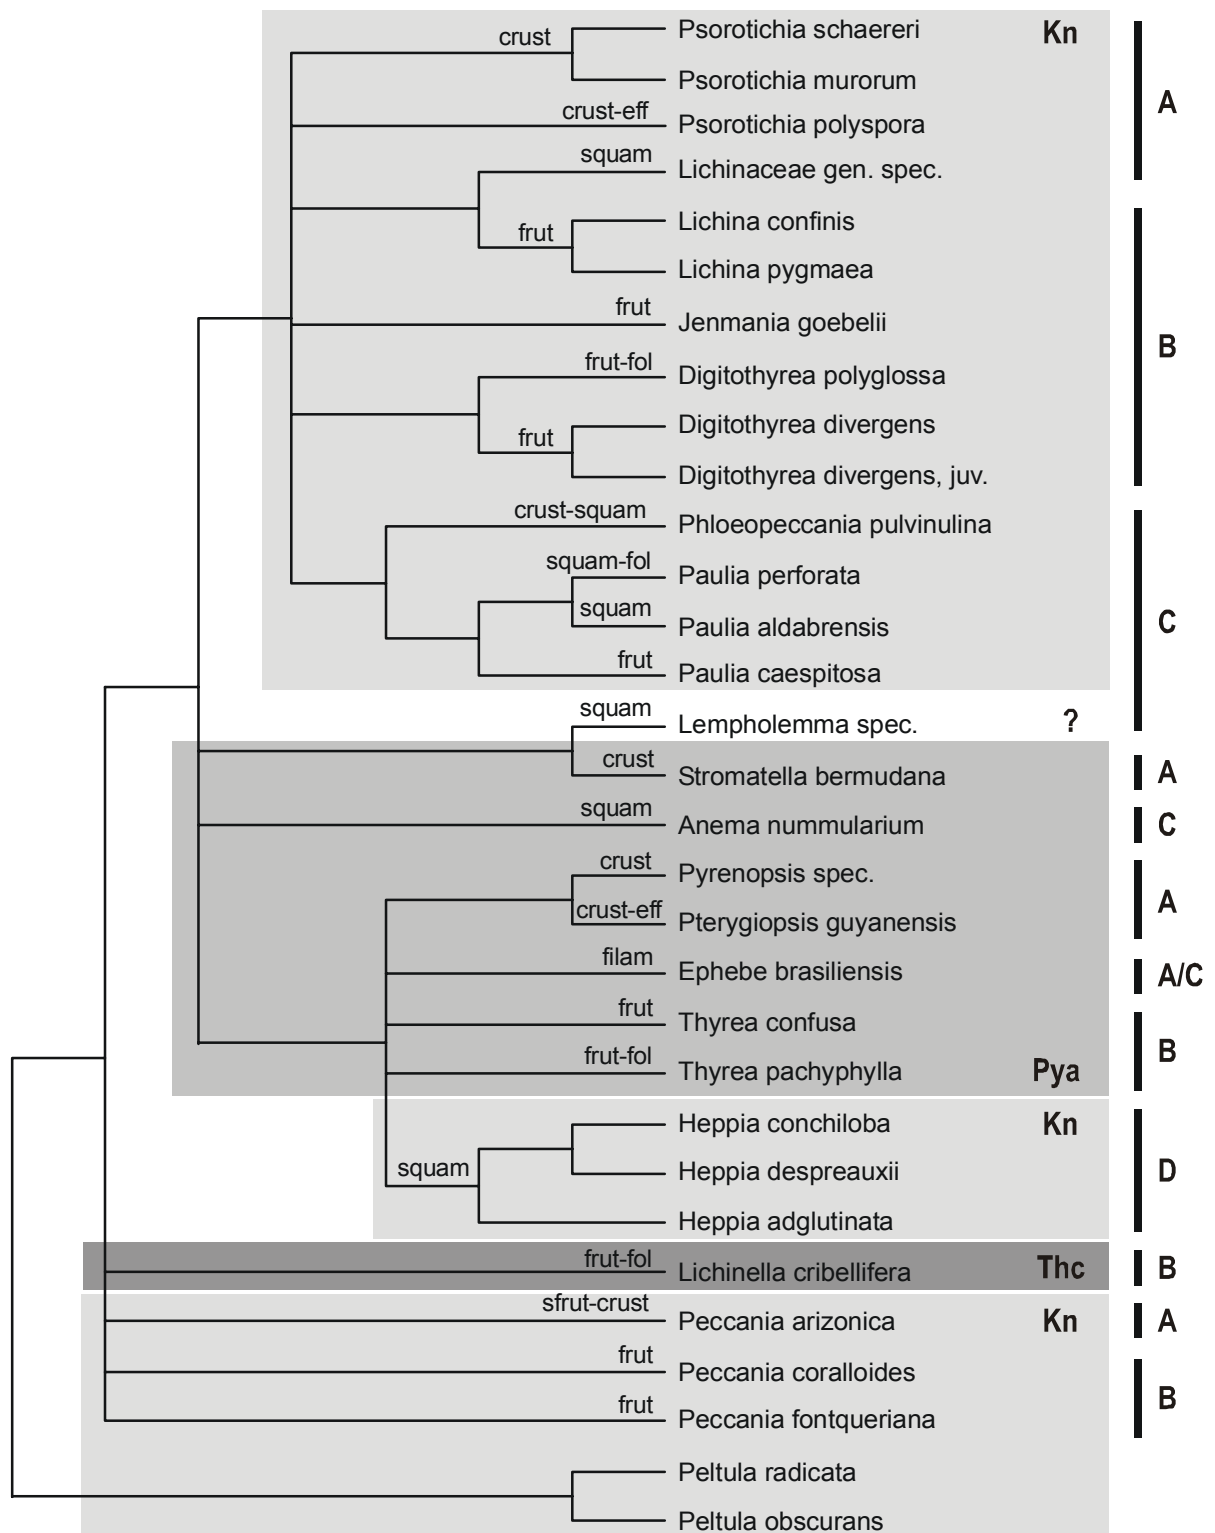 crust
Psorotichia schaereri Kn
Psorotichia murorum
A
crust-eff
Psorotichia polyspora
squam
Lichinaceae gen. spec.
Lichina confinis
frut
Lichina pygmaea
frut
Jenmania goebelii
B
frut-fol
Digitothyrea polyglossa
Digitothyrea divergens
frut
Digitothyrea divergens, juv.
crust-squam
Phloeopeccania pulvinulina
squam-fol
Paulia perforata
squam
Paulia aldabrensis
C
frut
Paulia caespitosa
squam
Lempholemma spec. ?
crust
Stromatella bermudana A
squam
Anema nummularium C
crust
Pyrenopsis spec.
A
crust-eff
Pterygiopsis guyanensis
filam
Ephebe brasiliensis A/C
frut
Thyrea confusa
B
frut-fol
Thyrea pachyphylla Pya
Heppia conchiloba Kn
squam
Heppia despreauxii D
Heppia adglutinata
frut-fol
Lichinella cribellifera Thc B
sfrut-crust
Peccania arizonica Kn A
frut
Peccania coralloides
B
frut
Peccania fontqueriana
Peltula radicata
Peltula obscurans